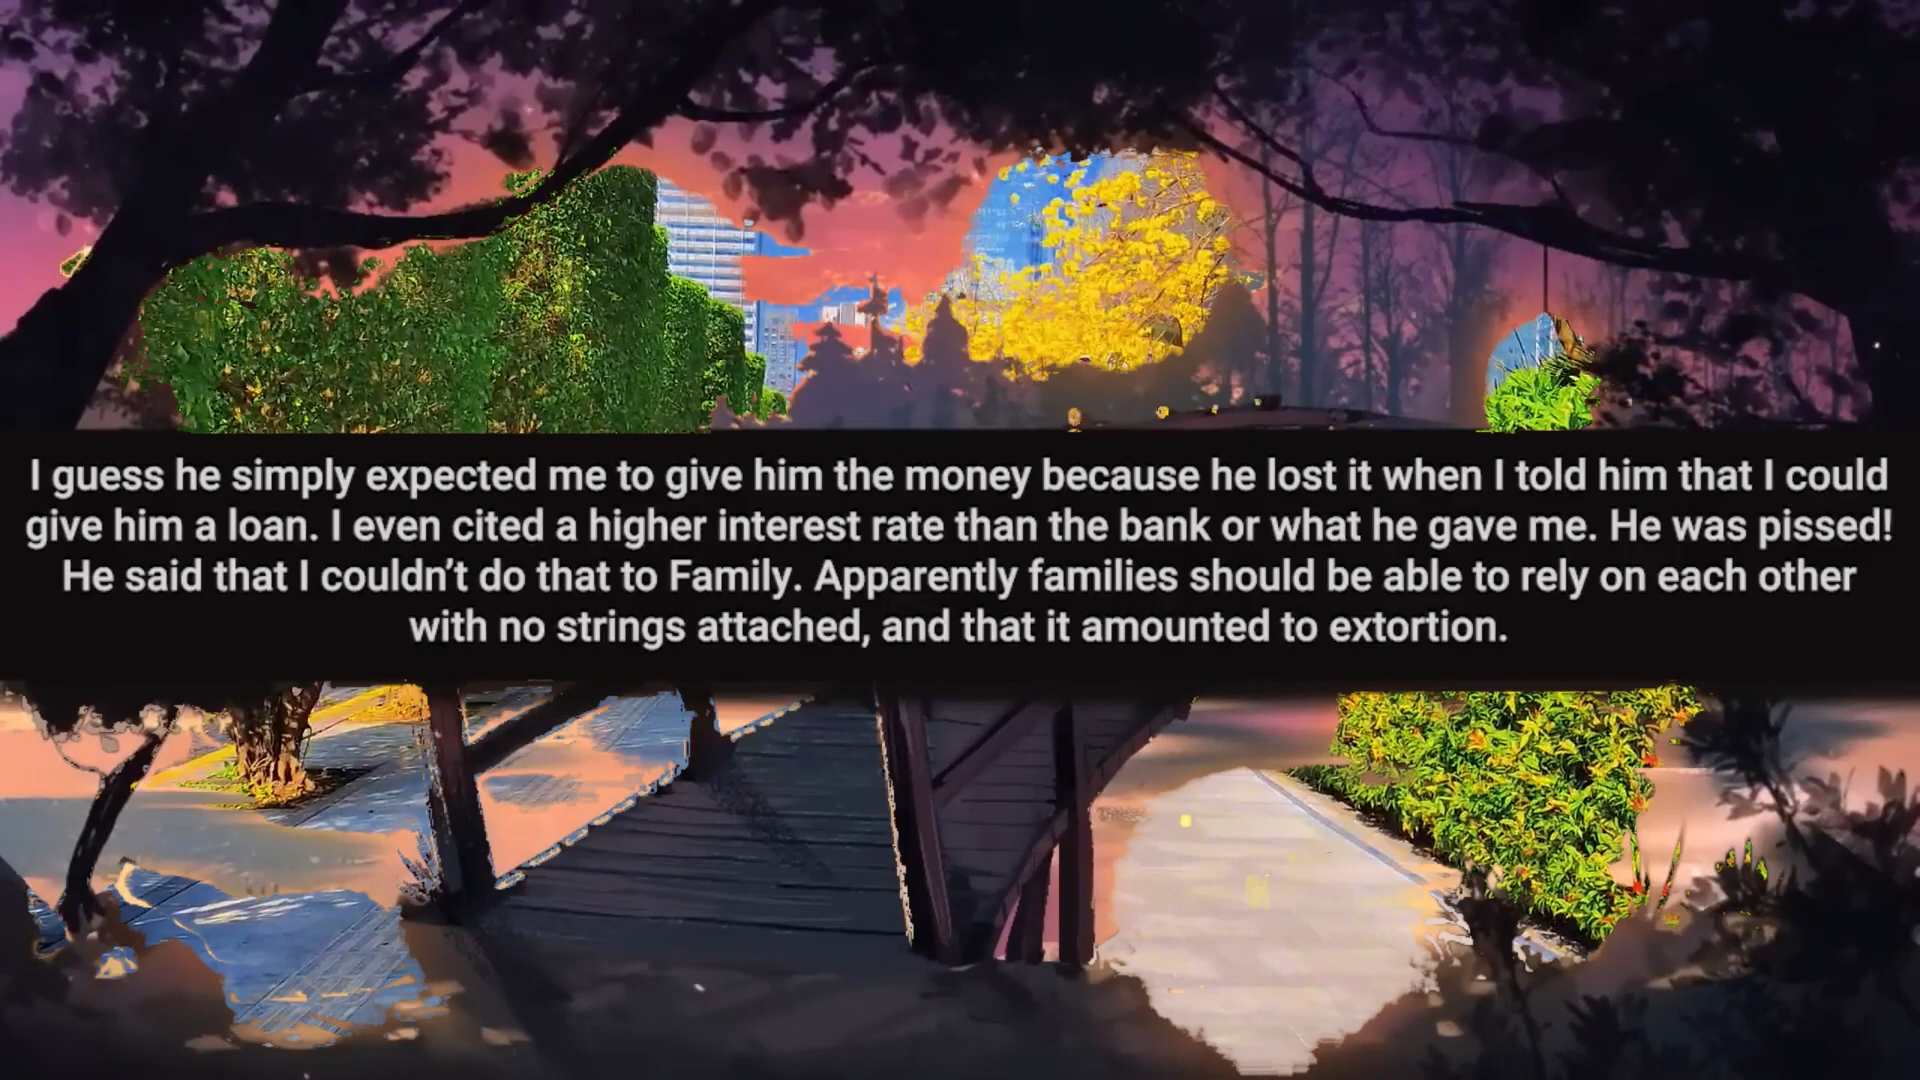 I guess he simply expected me to give him the money because he lost it when I told him that I could
give him a loan. I even cited a higher interest rate than the bank or what he gave me. He was pissed!
He said that I couldn’t do that to Family. Apparently families should be able to rely on each other
with no strings attached, and that it amounted to extortion.